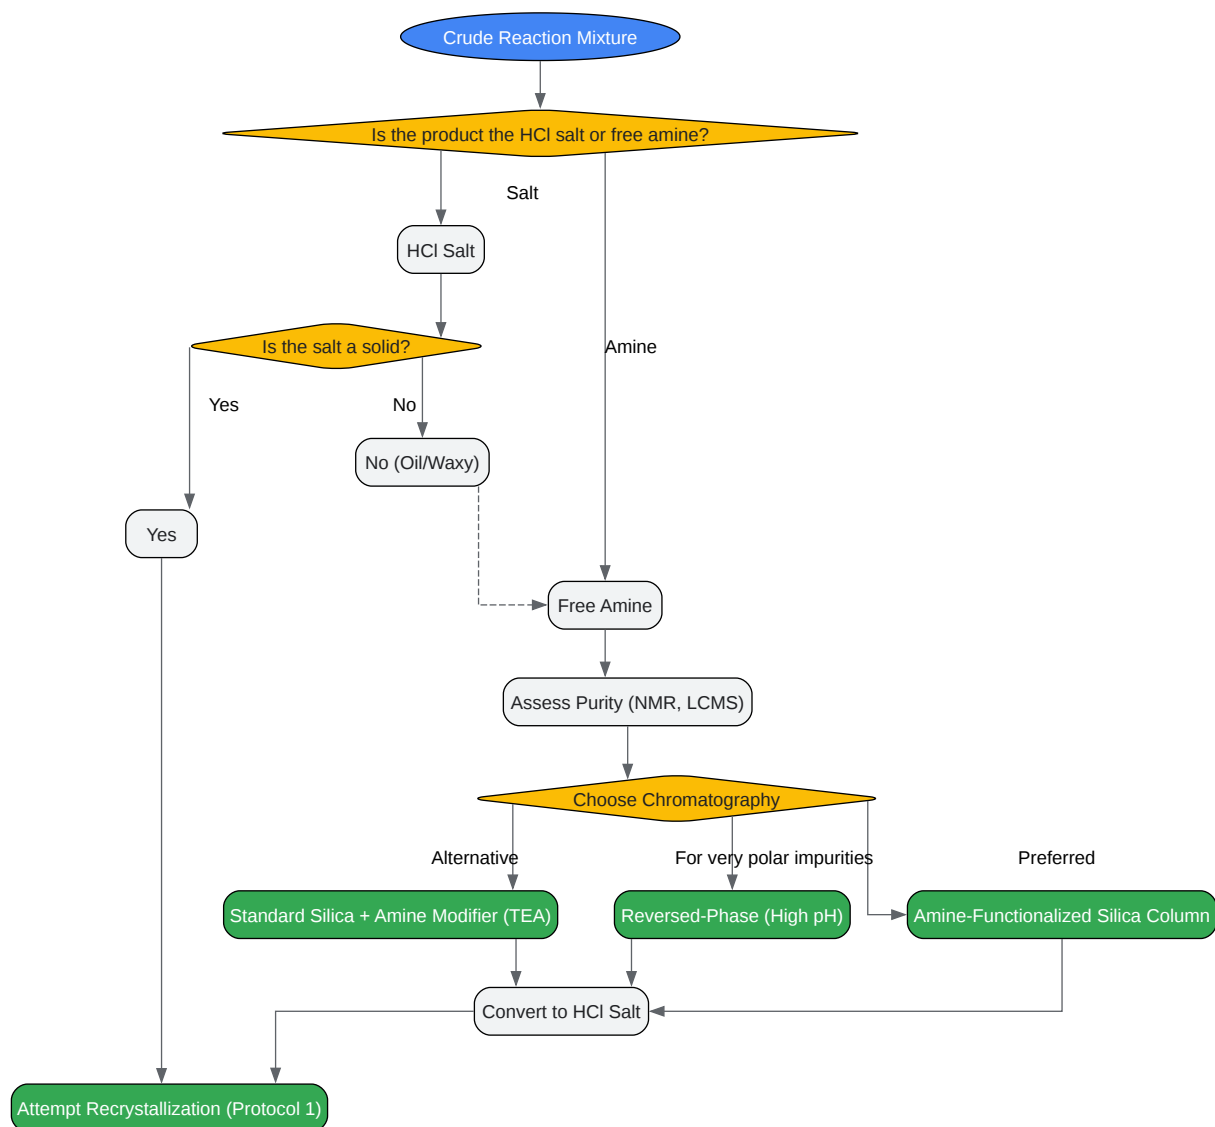 Crude Reaction Mixture
Is the product the HCl salt or free amine?
Salt
HCl Salt
Is the salt a solid?
Amine
Yes
No
No (Oil/Waxy)
Yes
Free Amine
Assess Purity (NMR, LCMS)
Choose Chromatography
Alternative
For very polar impurities
Preferred
Standard Silica + Amine Modifier (TEA)
Reversed-Phase (High pH)
Amine-Functionalized Silica Column
Convert to HCl Salt
Attempt Recrystallization (Protocol 1)